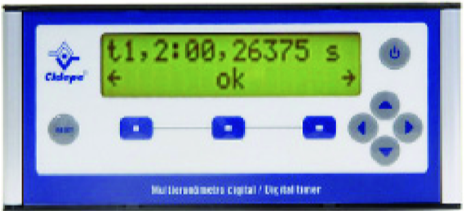 t1,2:00,26375 s
← ok →
Cidepe®
RESET
Multicronômetro digital / Digital timer